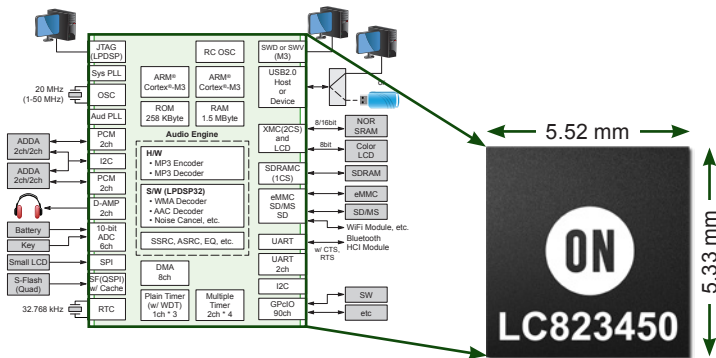 JTAG
(LPDSP)
Sys PLL
OSC
Aud PLL
PCM
2ch
I2C
PCM
2ch
D-AMP
2ch
10-bit
ADC
6ch
SPI
SF(QSPI)
w/ Cache
RTC
20 MHz
(1-50 MHz)
ADDA
2ch/2ch
ADDA
2ch/2ch
Battery
Key
Small LCD
S-Flash
(Quad)
32.768 kHz
RC OSC
ARM®
Cortex®-M3
ARM®
Cortex®-M3
ROM
258 KByte
RAM
1.5 MByte
Audio Engine
H/W
• MP3 Encoder
• MP3 Decoder
S/W (LPDSP32)
• WMA Decoder
• AAC Decoder
• Noise Cancel, etc.
SSRC, ASRC, EQ, etc.
DMA
8ch
Plain Timer
(w/ WDT)
1ch * 3
Multiple
Timer
2ch * 4
SWD or SWV
(M3)
USB2.0
Host
or
Device
XMC(2CS)
and
LCD
SDRAMC
(1CS)
eMMC
SD/MS
SD
UART
UART
2ch
I2C
GPcIO
90ch
or
8/16bit
NOR
SRAM
8bit
Color
LCD
SDRAM
eMMC
SD/MS
WiFi Module, etc.
w/ CTS,
RTS
Bluetooth
HCI Module
SW
etc
5.52 mm
5.33 mm
ON
LC823450